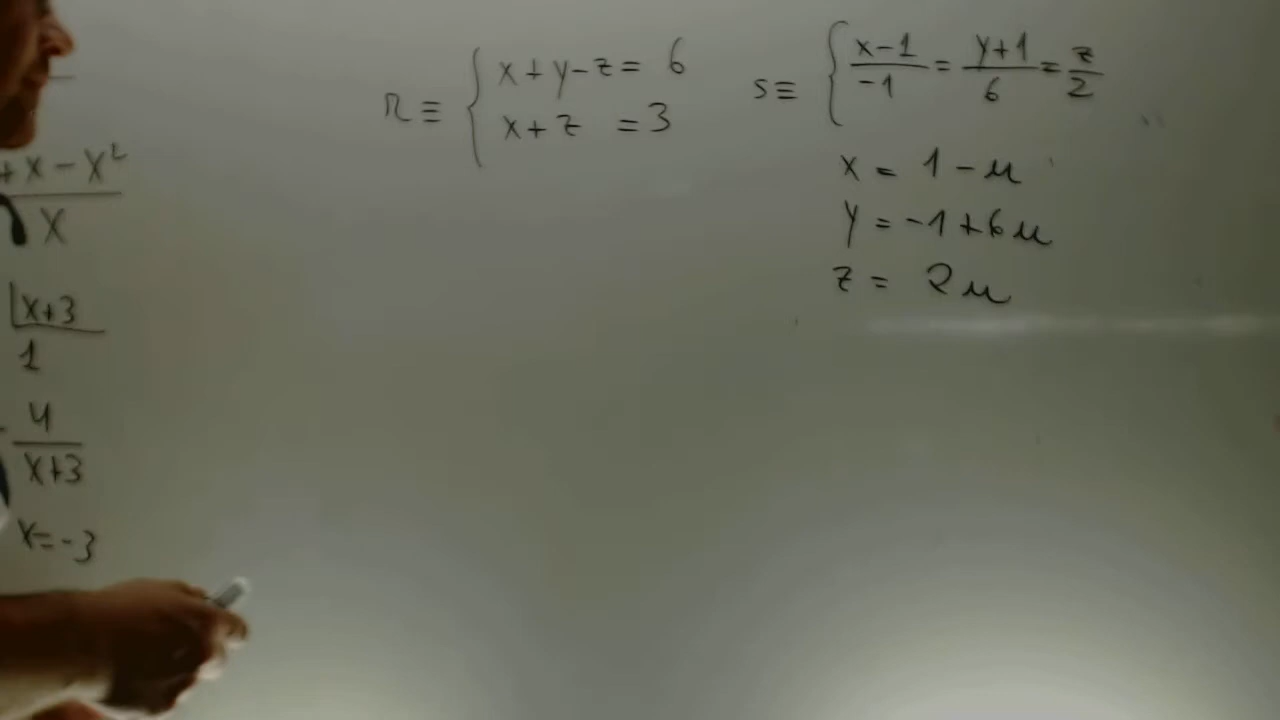 +x-x²
x
x+3
1
4
x+3
x=-3
r≡ { x+y-z= 6
x+z =3
s≡ { x-1/-1 = y+1/6 = z/2
x = 1-μ
y = -1+6μ
z = 2μ